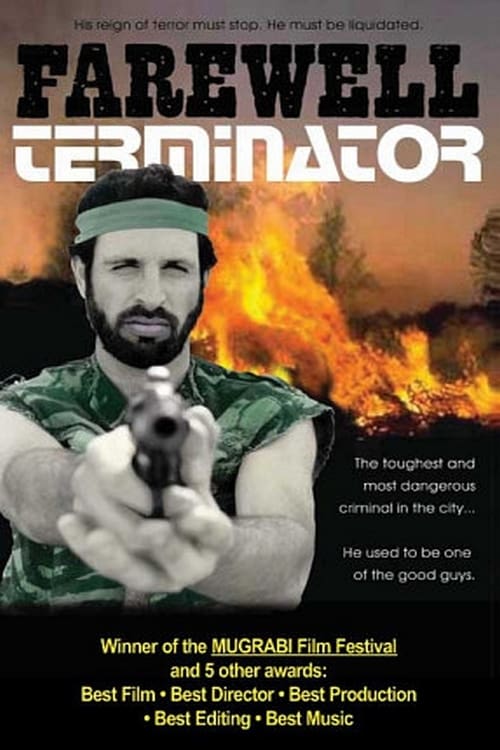 His reign of terror must stop. He must be liquidated.
FAREWELL
TERMINATOR
The toughest and
most dangerous
criminal in the city...
He used to be one
of the good guys.
Winner of the MUGRABI Film Festival
and 5 other awards:
Best Film • Best Director • Best Production
• Best Editing • Best Music